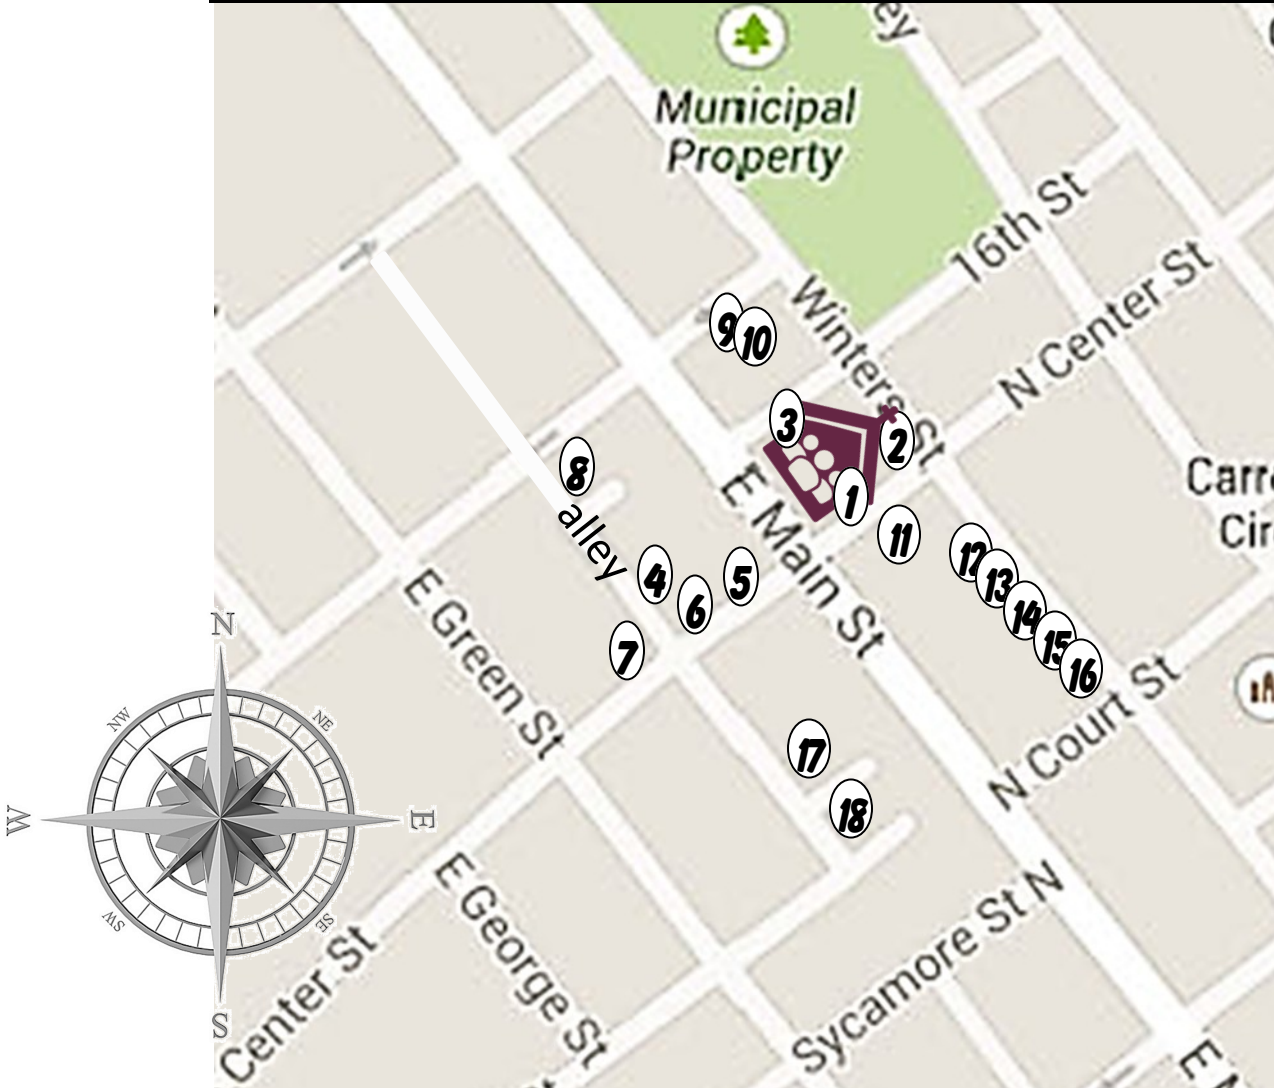 ey
Municipal
Property
16th St
Winters St
N Center St
9
10
3
2
1
E Main St
8
alley
11
12
13
14
15
16
4
5
6
7
Carr
Cir
E Green St
N Court St
17
18
N
NW
NE
W
E
SW
SE
S
E George St
Center St
Sycamore St N
E